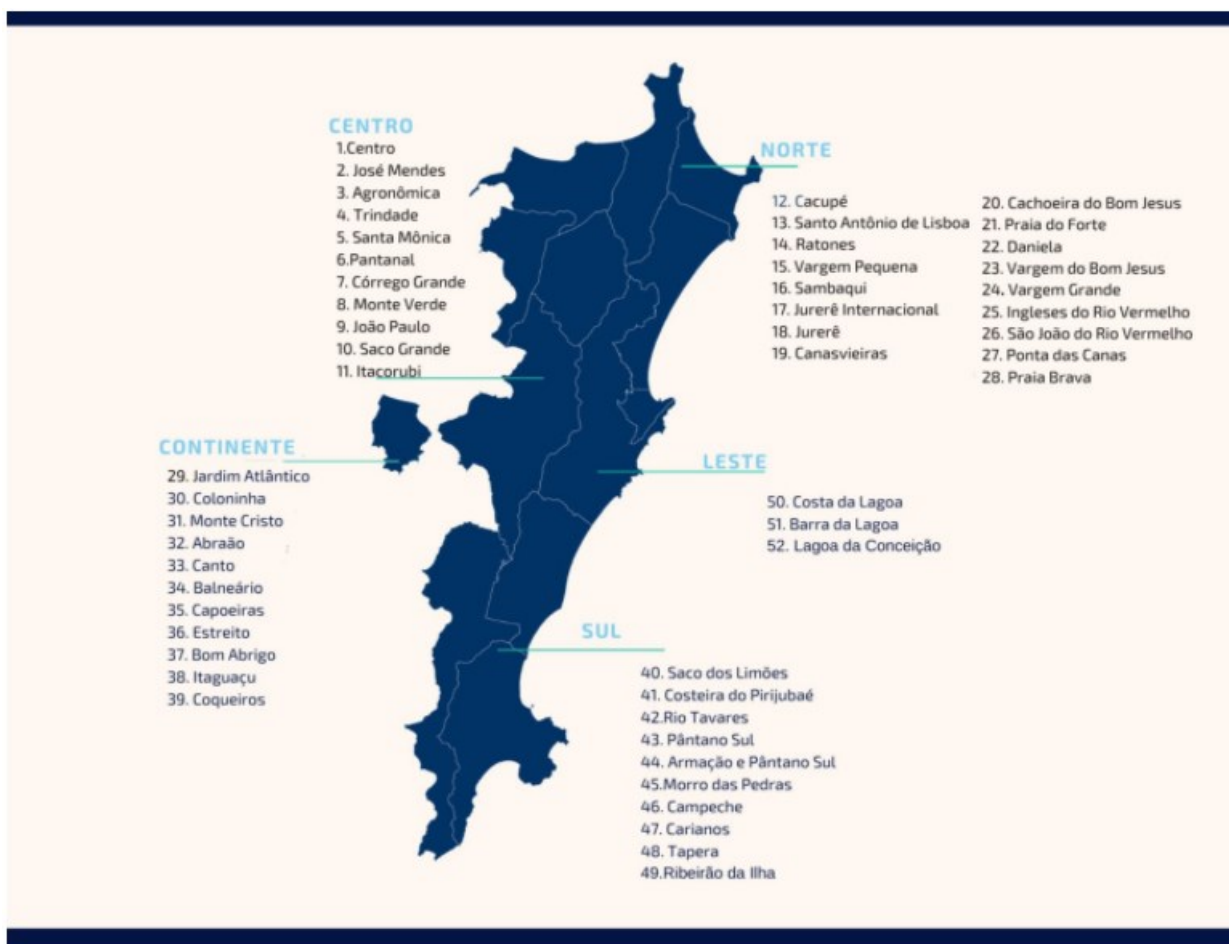 CENTRO
1.Centro
2. José Mendes
3. Agronômica
4. Trindade
5. Santa Mônica
6.Pantanal
7. Córrego Grande
8. Monte Verde
9. João Paulo
10. Saco Grande
11. Itacorubi
NORTE
12. Cacupé
13. Santo Antônio de Lisboa
14. Ratones
15. Vargem Pequena
16. Sambaqui
17. Jurerê Internacional
18. Jurerê
19. Canasvieiras
20. Cachoeira do Bom Jesus
21. Praia do Forte
22. Daniela
23. Vargem do Bom Jesus
24. Vargem Grande
25. Ingleses do Rio Vermelho
26. São João do Rio Vermelho
27. Ponta das Canas
28. Praia Brava
CONTINENTE
29. Jardim Atlântico
30. Coloninha
31. Monte Cristo
32. Abraão
33. Canto
34. Balneário
35. Capoeiras
36. Estreito
37. Bom Abrigo
38. Itaguaçu
39. Coqueiros
LESTE
50. Costa da Lagoa
51. Barra da Lagoa
52. Lagoa da Conceição
SUL
40. Saco dos Limões
41. Costeira do Pirijubaé
42.Rio Tavares
43. Pântano Sul
44. Armação e Pântano Sul
45.Morro das Pedras
46. Campeche
47. Carianos
48. Tapera
49.Ribeirão da Ilha